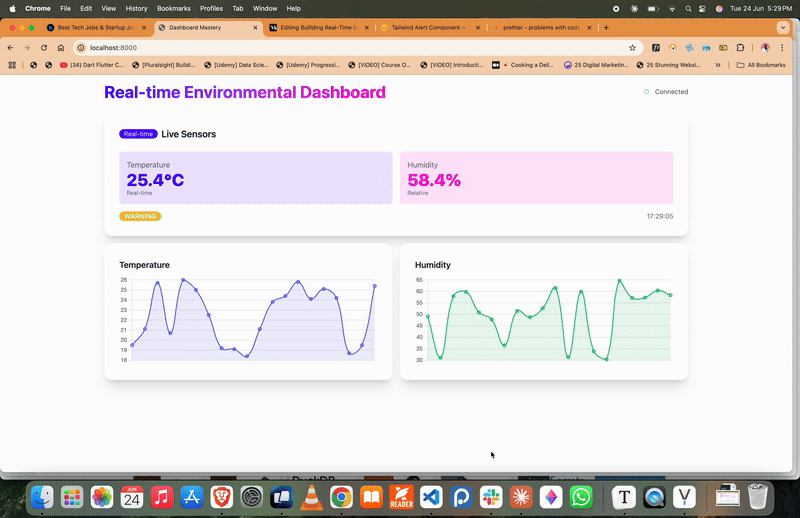 Chrome File Edit View History Bookmarks Profiles Tab Window Help Tue 24 Jun 5:29 PM
Best Tech Jobs & Startup Jo Dashboard Mastery Editing Building Real-Time D Tailwind Alert Component – prettier - problems with code
localhost:8000
(34) Dart Flutter C... [Pluralsight] Buildi... [Udemy] Data Scie... [Udemy] Progressi... [VIDEO] Course O... [VIDEO] Introducti... Cooking a Deli... 25 Digital Marketin... 25 Stunning Websi... » All Bookmarks
Real-time Environmental Dashboard
Connected
Real-time Live Sensors
Temperature
25.4°C
Real-time
Humidity
58.4%
Relative
WARNING
17:29:05
Temperature
26
25
24
23
22
21
20
19
18
Humidity
65
60
55
50
45
40
35
30
JUN
24
READER